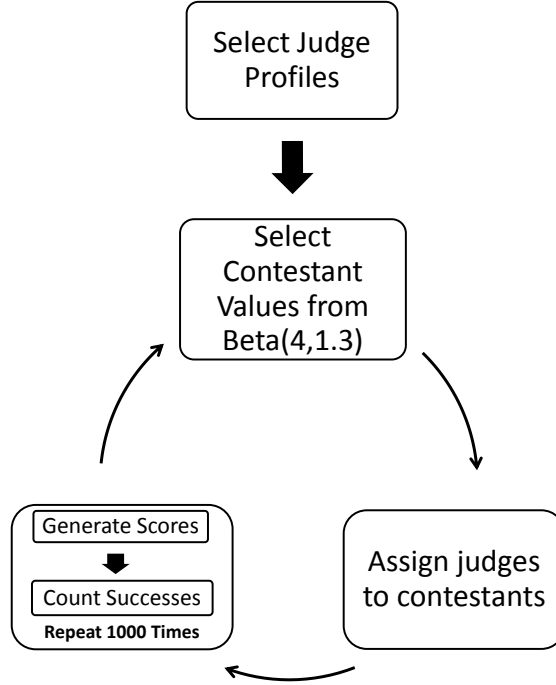 Select Judge
Profiles
Select
Contestant
Values from
Beta(4,1.3)
Assign judges
to contestants
Generate Scores
Count Successes
Repeat 1000 Times